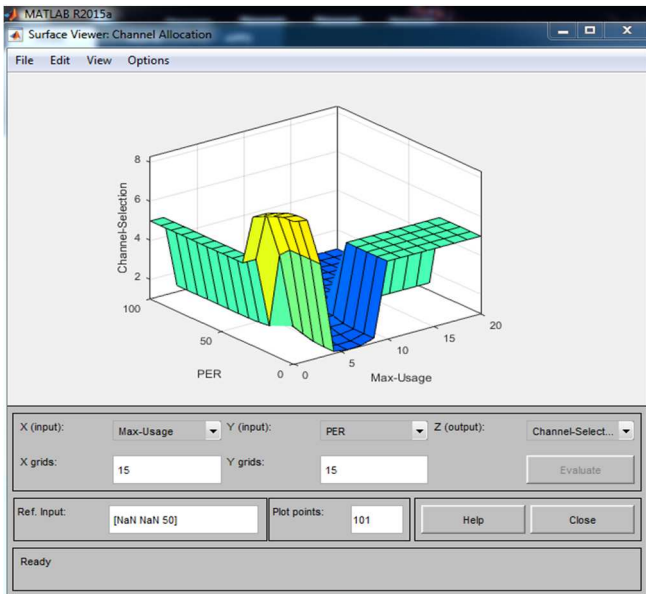 MATLAB R2015a
Surface Viewer: Channel Allocation
File Edit View Options
8
6
4
2
Channel-Selection
100
50
0
PER
0
5
10
15
20
Max-Usage
X (input): Max-Usage Y (input): PER Z (output): Channel-Select...
X grids: 15 Y grids: 15 Evaluate
Ref. Input: [NaN NaN 50] Plot points: 101 Help Close
Ready